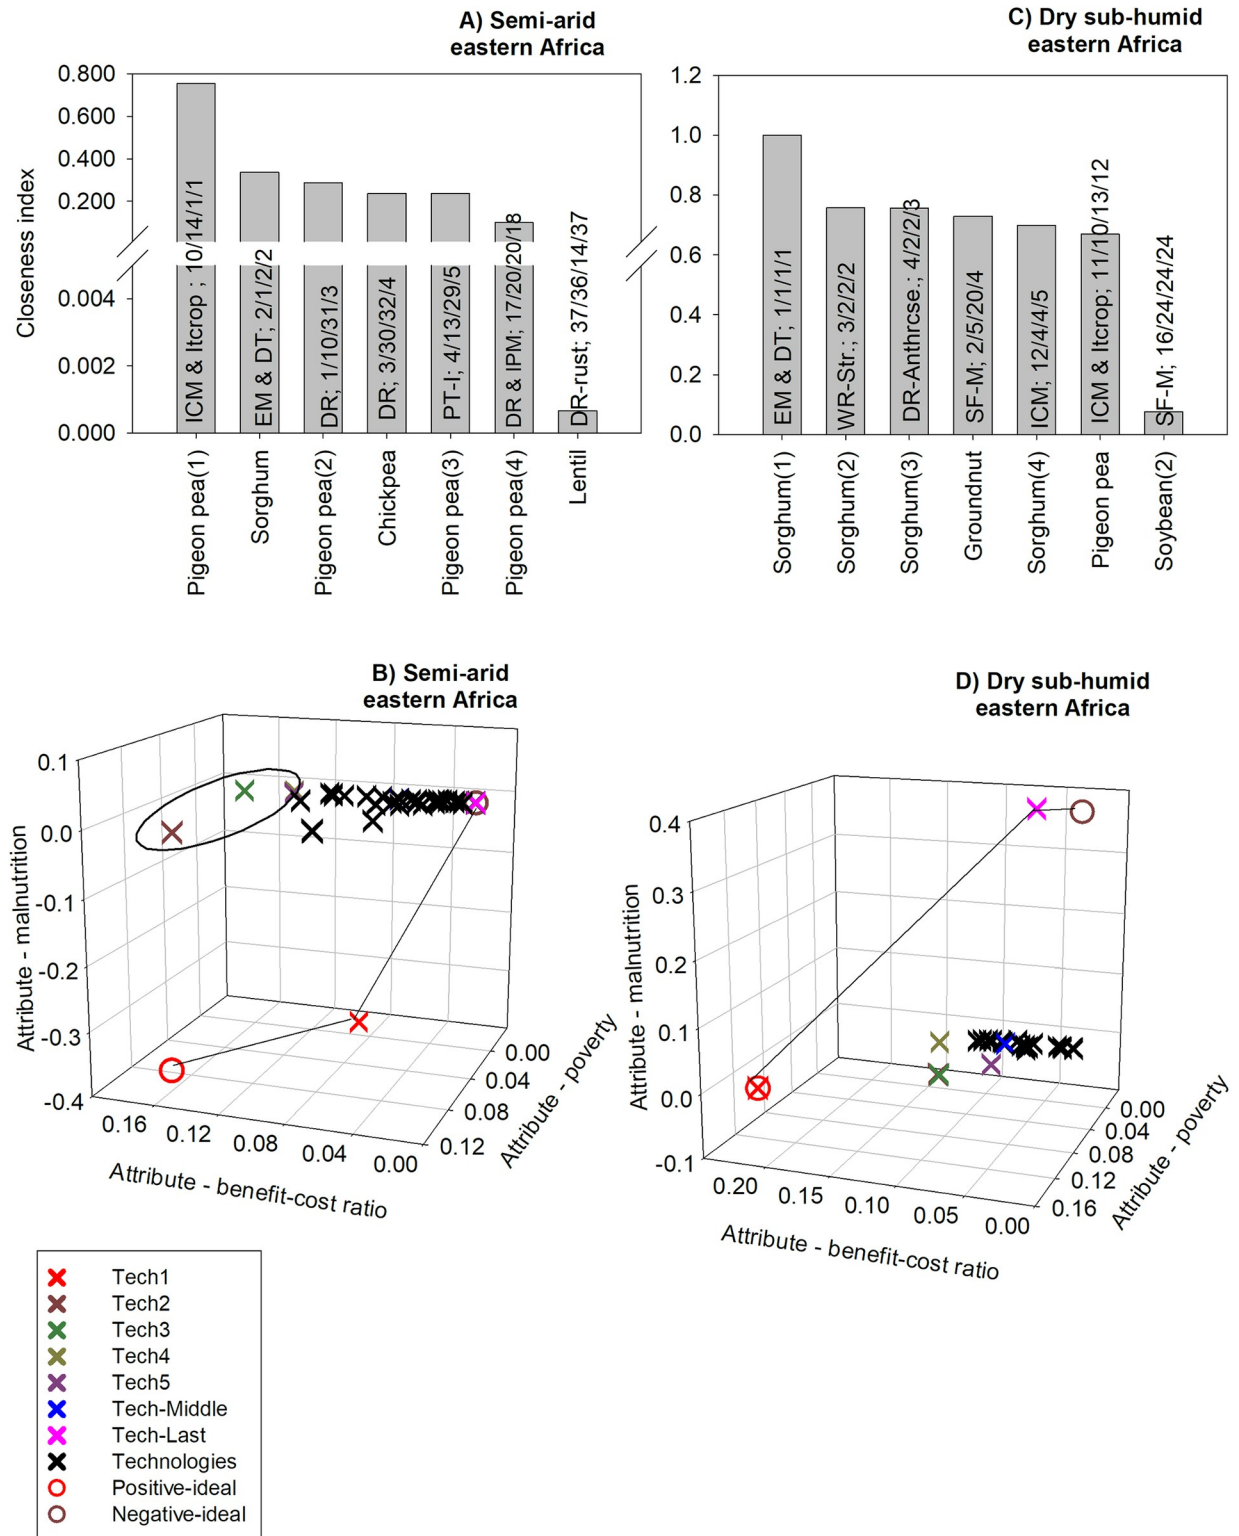 A) Semi-arid
eastern Africa
Closeness index
0.800
0.600
0.400
0.200
0.004
0.002
0.000
ICM & Itcrop ; 10/14/1/1
EM & DT; 2/1/2/2
DR; 1/10/31/3
DR; 3/30/32/4
PT-I; 4/13/29/5
DR & IPM; 17/20/20/18
DR-rust; 37/36/14/37
Pigeon pea(1)
Sorghum
Pigeon pea(2)
Chickpea
Pigeon pea(3)
Pigeon pea(4)
Lentil
C) Dry sub-humid
eastern Africa
1.2
1.0
0.8
0.6
0.4
0.2
0.0
EM & DT; 1/1/1/1
WR-Str.; 3/2/2/2
DR-Anthrcse.; 4/2/2/3
SF-M; 2/5/20/4
ICM; 12/4/4/5
ICM & Itcrop; 11/10/13/12
SF-M; 16/24/24/24
Sorghum(1)
Sorghum(2)
Sorghum(3)
Groundnut
Sorghum(4)
Pigeon pea
Soybean(2)
B) Semi-arid
eastern Africa
Attribute - malnutrition
0.1
0.0
-0.1
-0.2
-0.3
-0.4
0.16
0.12
0.08
0.04
0.00
Attribute - benefit-cost ratio
0.00
0.04
0.08
0.12
Attribute - poverty
D) Dry sub-humid
eastern Africa
Attribute - malnutrition
0.4
0.3
0.2
0.1
0.0
-0.1
0.20
0.15
0.10
0.05
0.00
Attribute - benefit-cost ratio
0.00
0.04
0.08
0.12
0.16
Attribute - poverty
Tech1
Tech2
Tech3
Tech4
Tech5
Tech-Middle
Tech-Last
Technologies
Positive-ideal
Negative-ideal